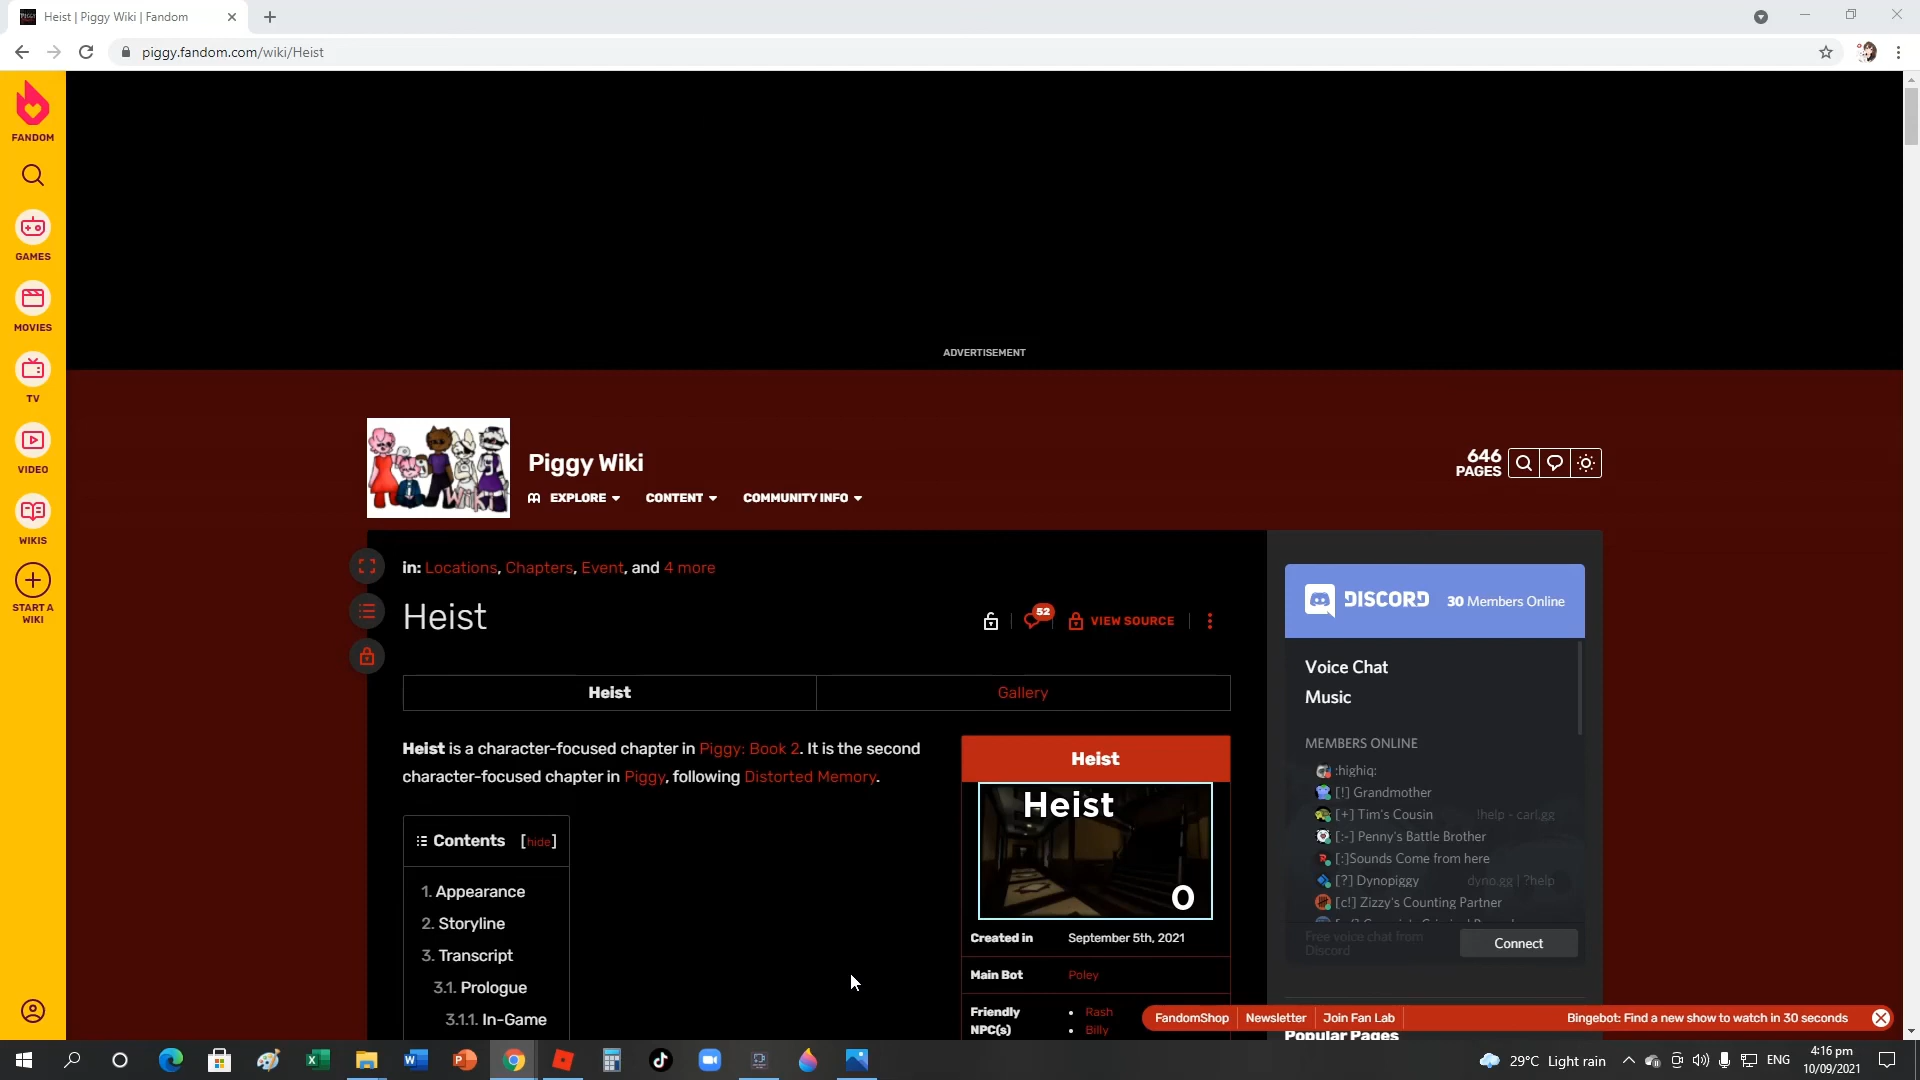 Heist | Piggy Wiki | Fandom
piggy.fandom.com/wiki/Heist
FANDOM
GAMES
MOVIES
TV
VIDEO
WIKIS
START A
WIKI
ADVERTISEMENT
Piggy Wiki
EXPLORE
CONTENT
COMMUNITY INFO
646
PAGES
in: Locations, Chapters, Event, and 4 more
Heist
52
VIEW SOURCE
Heist
Gallery
Heist is a character-focused chapter in Piggy: Book 2. It is the second
character-focused chapter in Piggy, following Distorted Memory.
Contents [hide]
1. Appearance
2. Storyline
3. Transcript
3.1. Prologue
3.1.1. In-Game
Heist
Heist
0
Created in September 5th, 2021
Main Bot Poley
Friendly
NPC(s)
• Rash
• Billy
DISCORD 30 Members Online
Voice Chat
Music
MEMBERS ONLINE
:highiq:
[!] Grandmother
[+] Tim's Cousin !help - carl.gg
[:-] Penny's Battle Brother
[:]Sounds Come from here
[?] Dynopiggy dyno.gg | ?help
[c!] Zizzy's Counting Partner
Free voice chat from
Discord
Connect
FandomShop
Newsletter
Join Fan Lab
Bingebot: Find a new show to watch in 30 seconds
Popular Pages
29°C Light rain
ENG
4:16 pm
10/09/2021